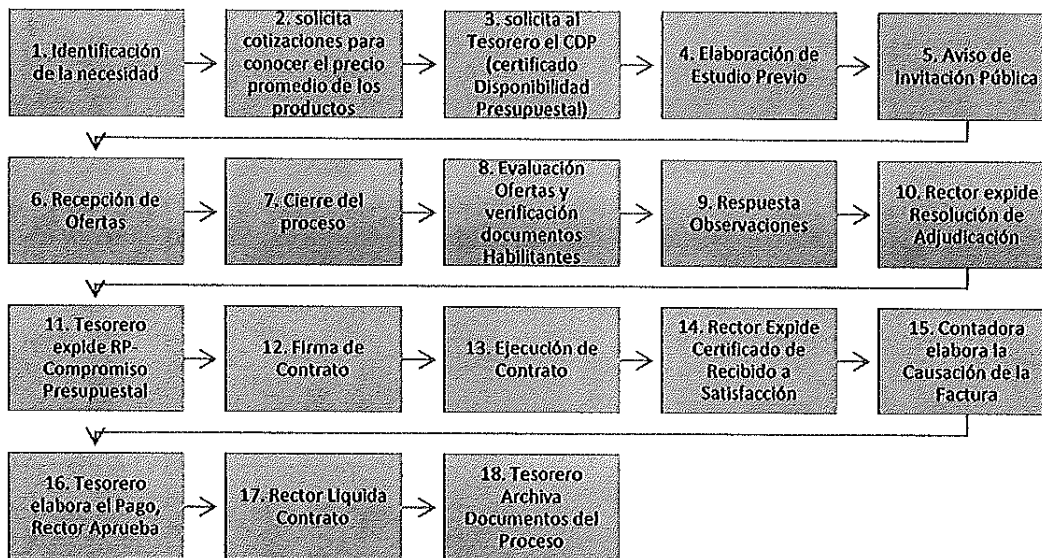 1. Identificación
de la necesidad
2. solicita
cotizaciones para
conocer el precio
promedio de los
productos
3. solicita al
Tesorero el CDP
(certificado
Disponibilidad
Presupuestal)
4. Elaboración de
Estudio Previo
5. Aviso de
Invitación Pública
6. Recepción de
Ofertas
7. Cierre del
proceso
8. Evaluación
Ofertas y
verificación
documentos
Habilitantes
9. Respuesta
Observaciones
10. Rector expide
Resolución de
Adjudicación
11. Tesorero
expide RP-
Compromiso
Presupuestal
12. Firma de
Contrato
13. Ejecución de
Contrato
14. Rector Expide
Certificado de
Recibido a
Satisfacción
15. Contadora
elabora la
Causación de la
Factura
16. Tesorero
elabora el Pago,
Rector Aprueba
17. Rector Liquida
Contrato
18. Tesorero
Archiva
Documentos del
Proceso